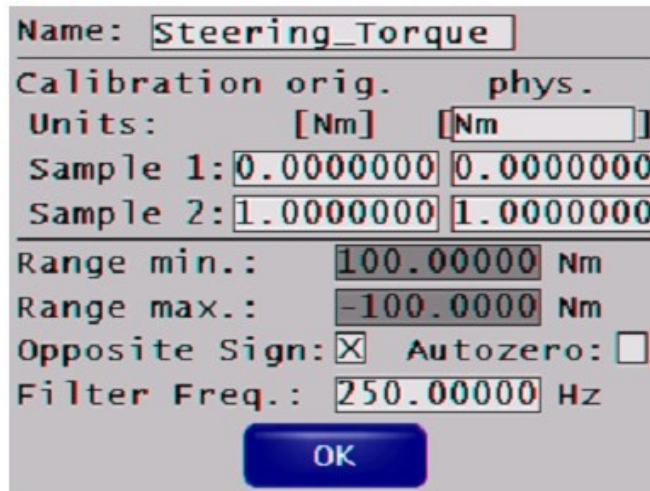 Name: Steering_Torque
Calibration orig. phys.
Units: [Nm] [Nm]
Sample 1: 0.0000000 0.0000000
Sample 2: 1.0000000 1.0000000
Range min.: 100.00000 Nm
Range max.: -100.0000 Nm
Opposite Sign: X Autozero:
Filter Freq.: 250.00000 Hz
OK